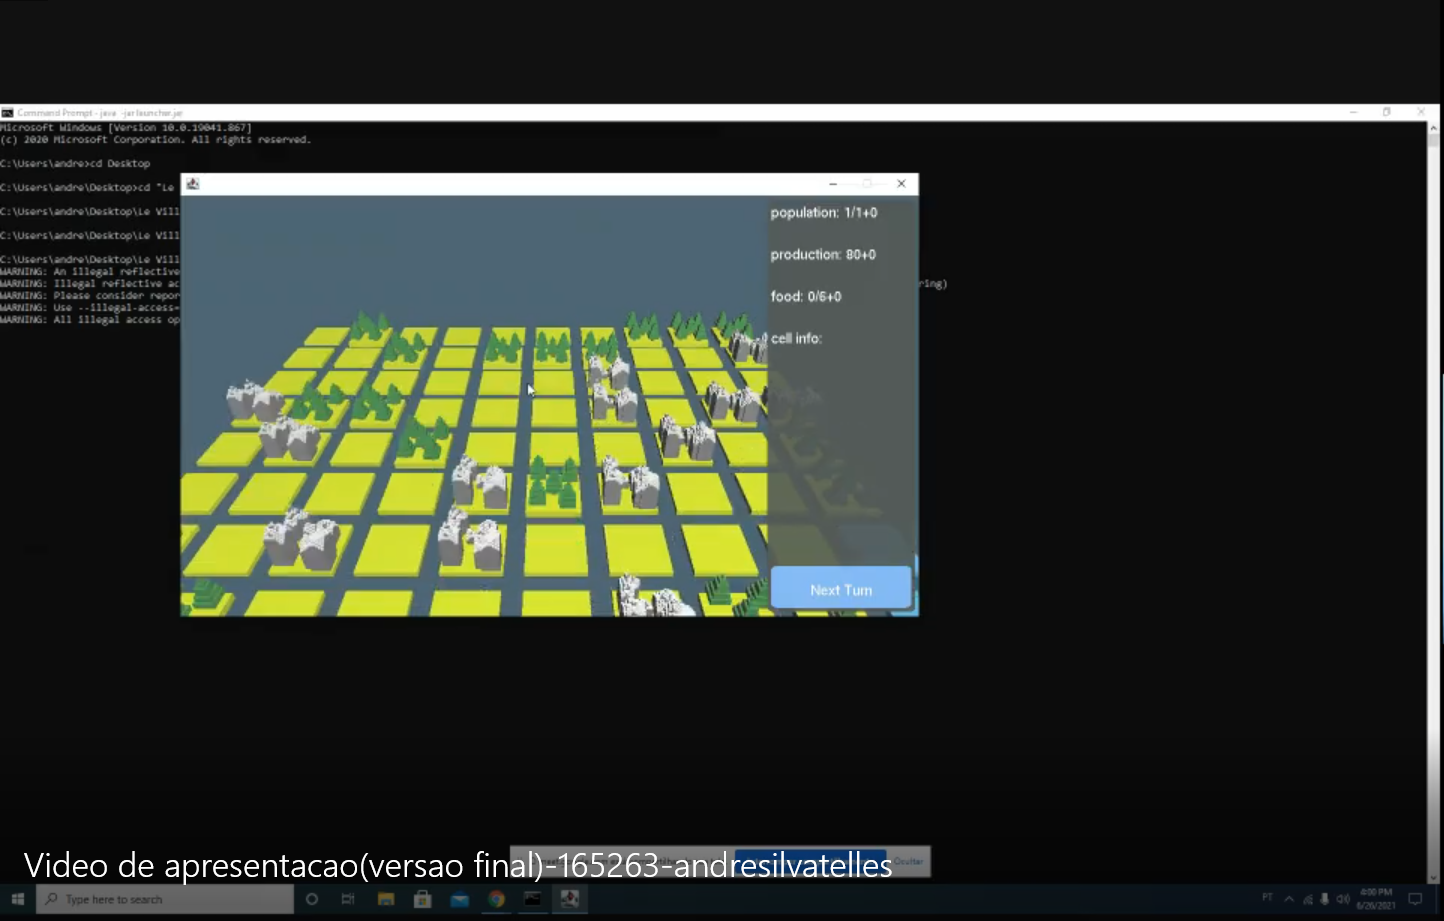 Command Prompt - java -jar launcher.jar
Microsoft Windows [Version 10.0.19041.867]
(c) 2020 Microsoft Corporation. All rights reserved.
C:\Users\andre>cd Desktop
C:\Users\andre\Desktop>cd "Le
C:\Users\andre\Desktop\Le Vill
C:\Users\andre\Desktop\Le Vill
C:\Users\andre\Desktop\Le Vill
WARNING: An illegal reflective
WARNING: Illegal reflective ac
ring)
WARNING: Please consider repor
WARNING: Use --illegal-access=
WARNING: All illegal access op
population: 1/1+0
production: 80+0
food: 0/6+0
cell info:
Next Turn
Video de apresentacao(versao final)-165263-andresilvatelles
Ocultar
Type here to search
PT
4:00 PM
6/26/2021